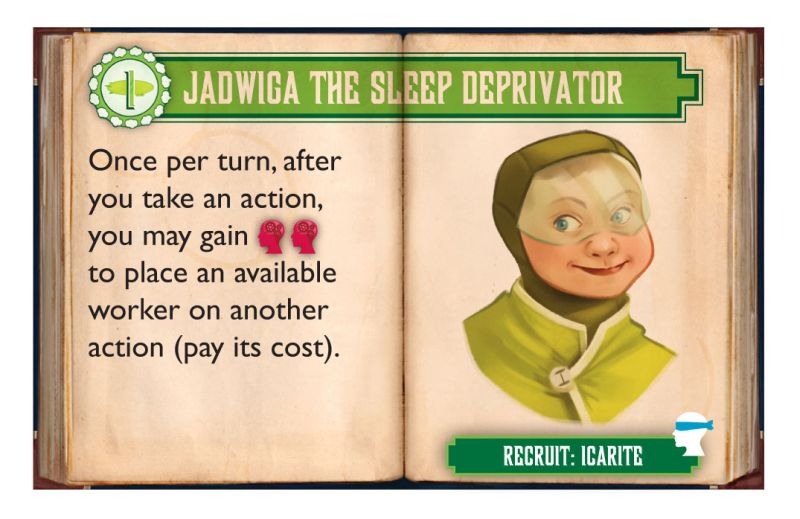 JADWIGA THE SLEEP DEPRIVATOR
Once per turn, after
you take an action,
you may gain
to place an available
worker on another
action (pay its cost).
RECRUIT: ICARITE